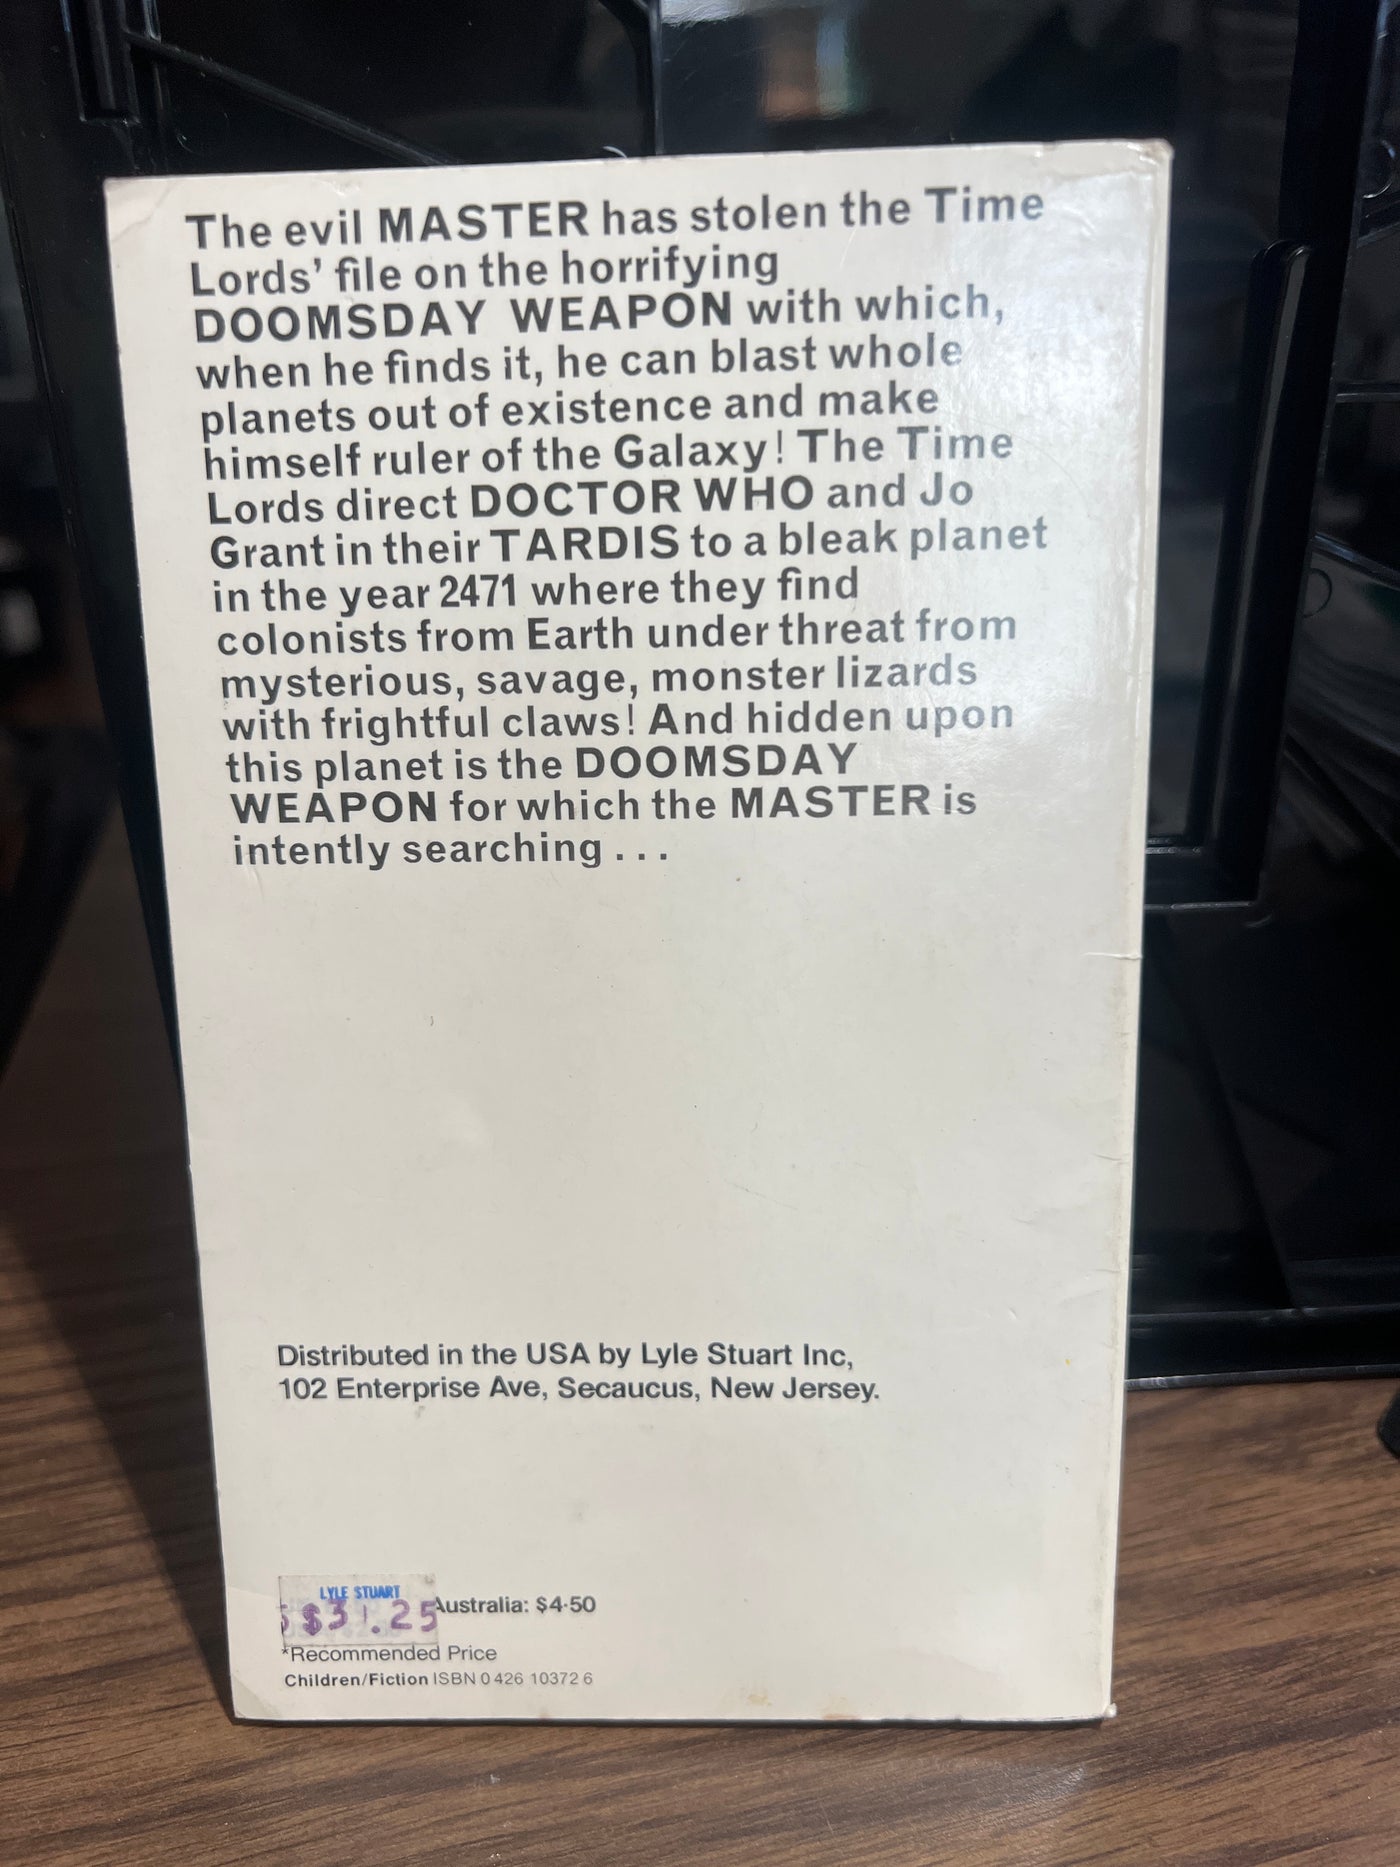 The evil MASTER has stolen the Time
Lords’ file on the horrifying
DOOMSDAY WEAPON with which,
when he finds it, he can blast whole
planets out of existence and make
himself ruler of the Galaxy! The Time
Lords direct DOCTOR WHO and Jo
Grant in their TARDIS to a bleak planet
in the year 2471 where they find
colonists from Earth under threat from
mysterious, savage, monster lizards
with frightful claws! And hidden upon
this planet is the DOOMSDAY
WEAPON for which the MASTER is
intently searching . . .
Distributed in the USA by Lyle Stuart Inc,
102 Enterprise Ave, Secaucus, New Jersey.
LYLE STUART
Australia: $4·50
*Recommended Price
Children/Fiction ISBN 0 426 10372 6